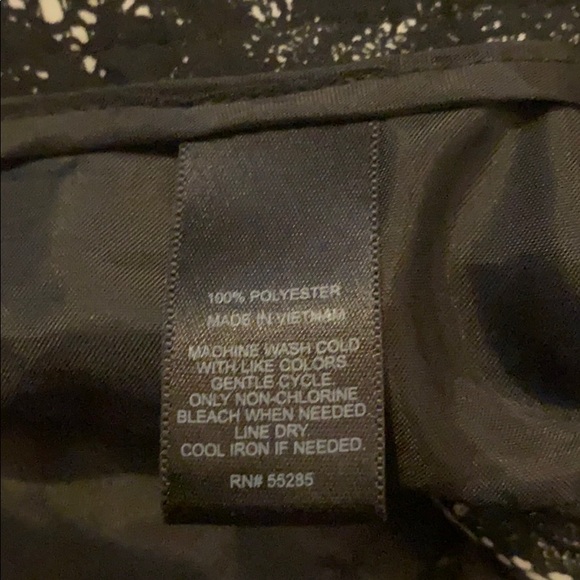 100% POLYESTER
MADE IN VIETNAM
MACHINE WASH COLD
WITH LIKE COLORS
GENTLE CYCLE.
ONLY NON-CHLORINE
BLEACH WHEN NEEDED.
LINE DRY.
COOL IRON IF NEEDED.
RN# 55285